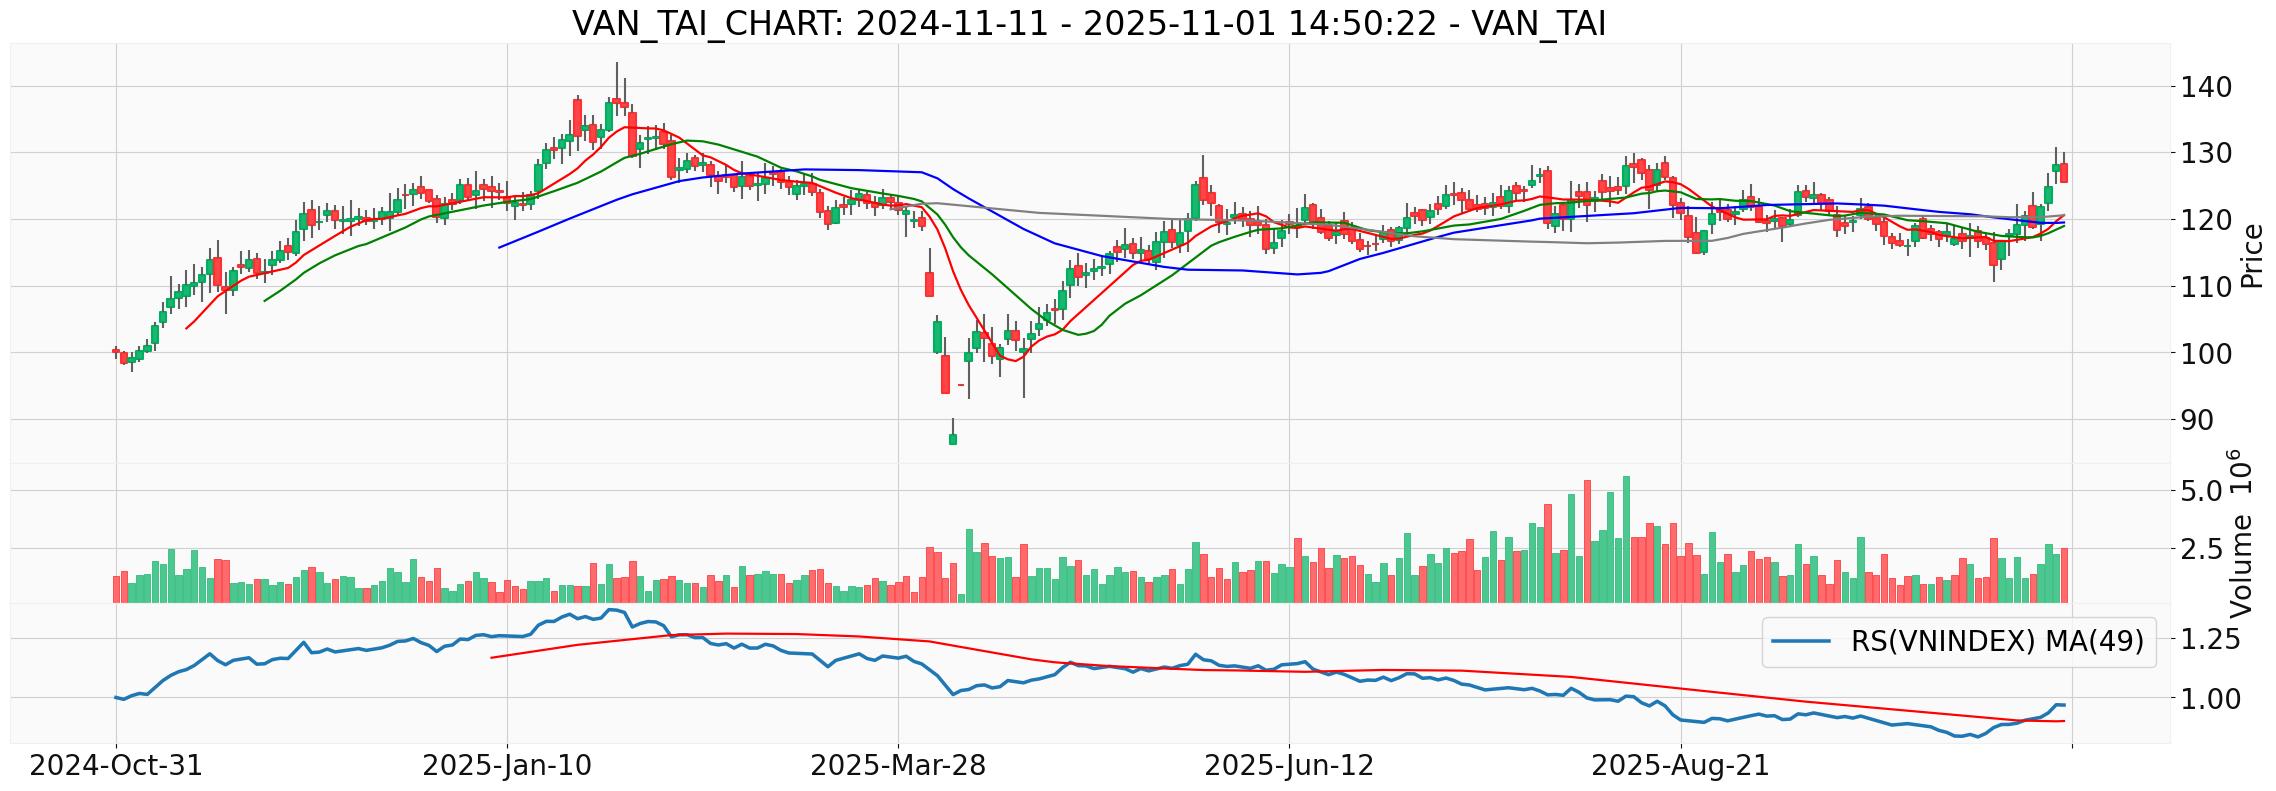 VAN_TAI_CHART: 2024-11-11 - 2025-11-01 14:50:22 - VAN_TAI
140
130
120
110
100
90
Price
5.0
2.5
Volume 10⁶
RS(VNINDEX) MA(49)
1.25
1.00
2024-Oct-31
2025-Jan-10
2025-Mar-28
2025-Jun-12
2025-Aug-21